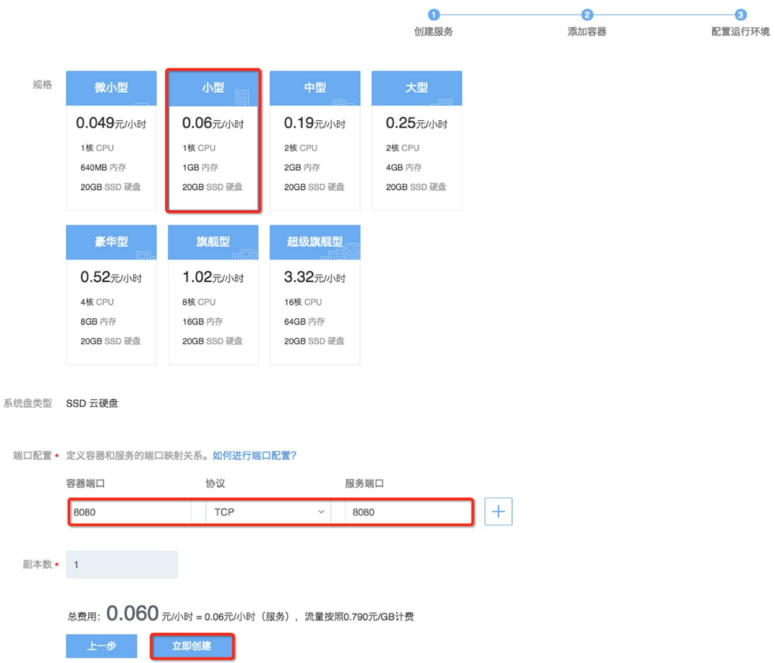 1 2 3
创建服务 添加容器 配置运行环境
规格
微小型 小型 中型 大型
0.049元/小时 0.06元/小时 0.19元/小时 0.25元/小时
1核 CPU 1核 CPU 2核 CPU 2核 CPU
640MB 内存 1GB 内存 2GB 内存 4GB 内存
20GB SSD 硬盘 20GB SSD 硬盘 20GB SSD 硬盘 20GB SSD 硬盘
豪华型 旗舰型 超级旗舰型
0.52元/小时 1.02元/小时 3.32元/小时
4核 CPU 8核 CPU 16核 CPU
8GB 内存 16GB 内存 64GB 内存
20GB SSD 硬盘 20GB SSD 硬盘 20GB SSD 硬盘
系统盘类型 SSD 云硬盘
端口配置 • 定义容器和服务的端口映射关系。如何进行端口配置？
容器端口 协议 服务端口
8080 TCP 8080
副本数 • 1
总费用： 0.060 元/小时 = 0.06元/小时（服务），流量按照0.790元/GB计费
上一步 立即创建